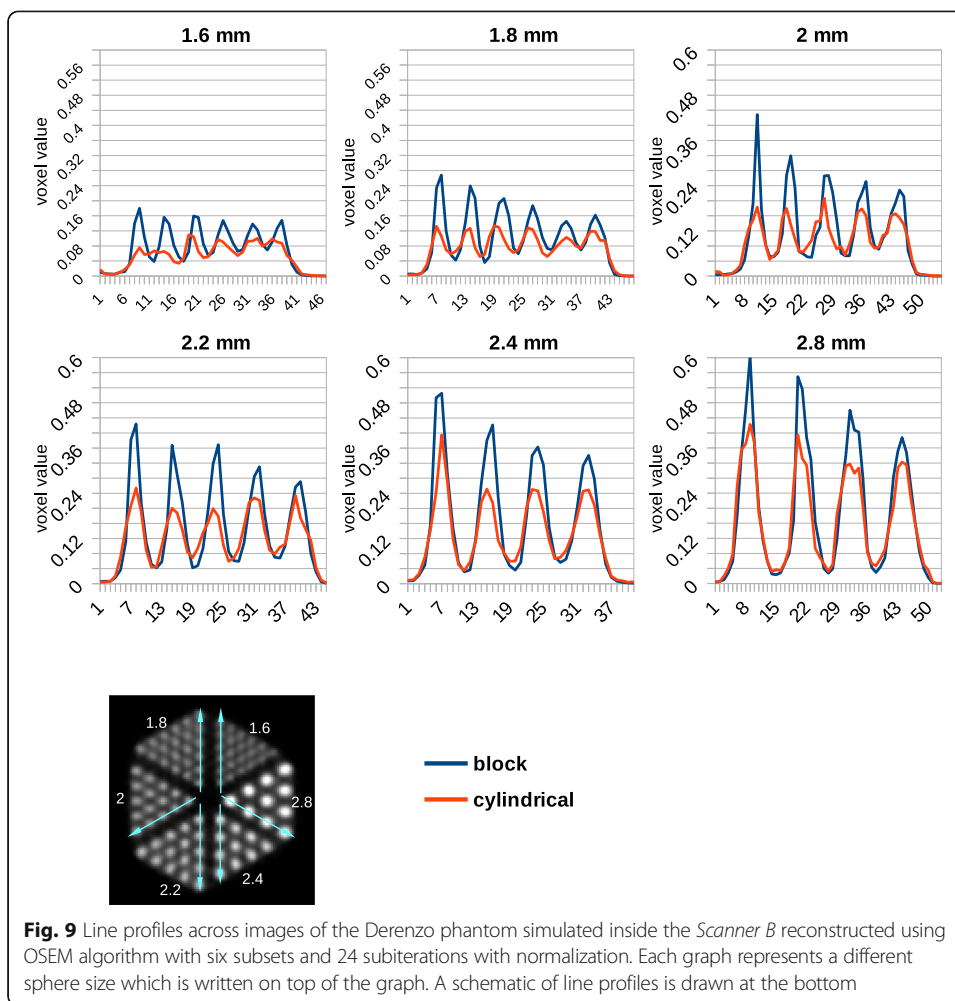 1.6 mm
1.8 mm
2 mm
voxel value
0.56
0.48
0.4
0.32
0.24
0.16
0.08
0
1 6 11 16 21 26 31 36 41 46
voxel value
0.56
0.48
0.4
0.32
0.24
0.16
0.08
0
1 7 13 19 25 31 37 43
voxel value
0.6
0.48
0.36
0.24
0.12
0
1 8 15 22 29 36 43 50
2.2 mm
2.4 mm
2.8 mm
voxel value
0.6
0.48
0.36
0.24
0.12
0
1 7 13 19 25 31 37 43
voxel value
0.6
0.48
0.36
0.24
0.12
0
1 7 13 19 25 31 37
voxel value
0.6
0.48
0.36
0.24
0.12
0
1 8 15 22 29 36 43 50
1.8 1.6
2 2.8
2.2 2.4
block
cylindrical
Fig. 9 Line profiles across images of the Derenzo phantom simulated inside the Scanner B reconstructed using
OSEM algorithm with six subsets and 24 subiterations with normalization. Each graph represents a different
sphere size which is written on top of the graph. A schematic of line profiles is drawn at the bottom